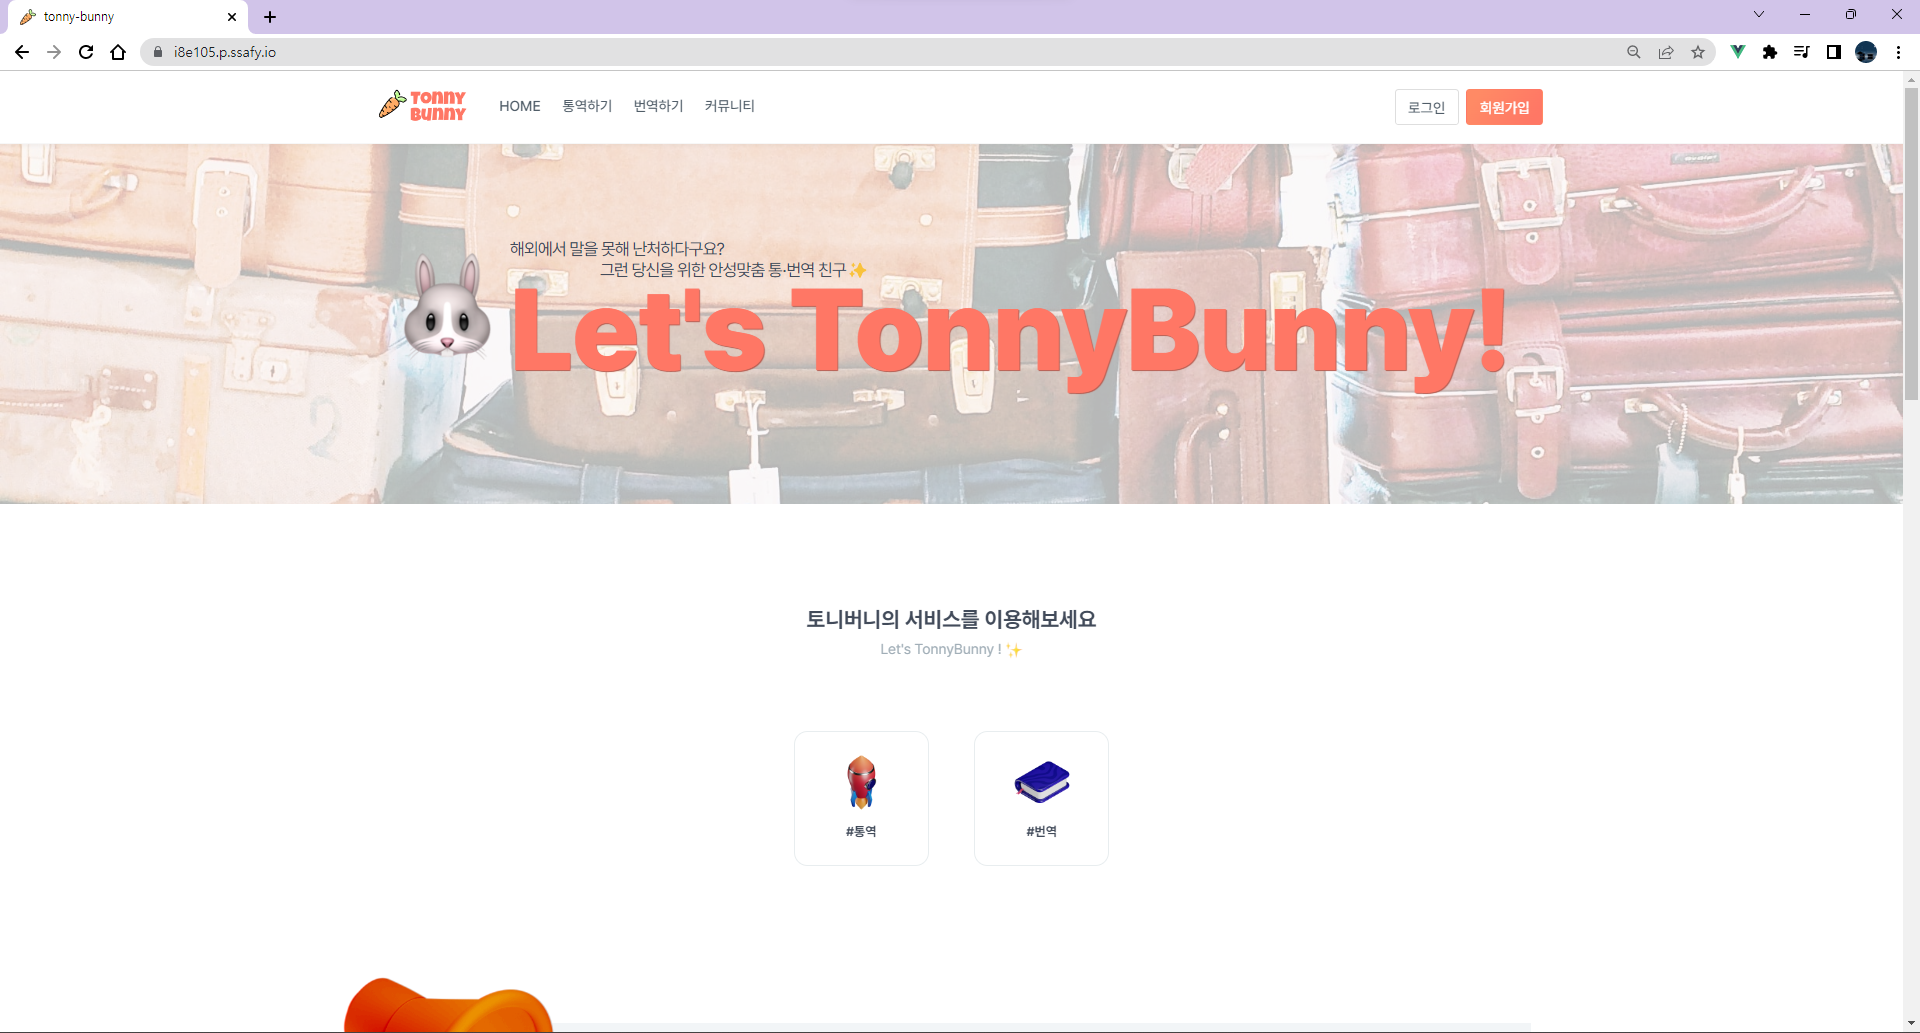 tonny-bunny
i8e105.p.ssafy.io
TONNY
BUNNY
HOME
통역하기
번역하기
커뮤니티
로그인
회원가입
해외에서 말을 못해 난처하다구요?
그런 당신을 위한 안성맞춤 통·번역 친구✨
Let's TonnyBunny!
토니버니의 서비스를 이용해보세요
Let's TonnyBunny ! ✨
#통역
#번역